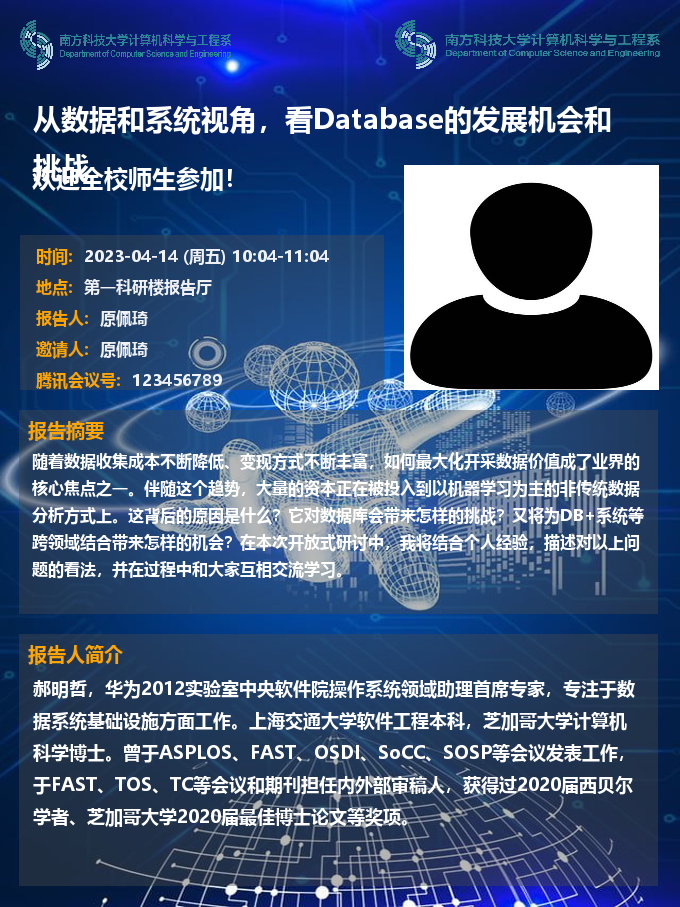 南方科技大学计算机科学与工程系
Department of Computer Science and Engineering
南方科技大学计算机科学与工程系
Department of Computer Science and Engineering
从数据和系统视角，看Database的发展机会和
挑战
欢迎全校师生参加！
时间：2023-04-14 (周五) 10:04-11:04
地点：第一科研楼报告厅
报告人：原佩琦
邀请人：原佩琦
腾讯会议号：123456789
报告摘要
随着数据收集成本不断降低、变现方式不断丰富，如何最大化开采数据价值成了业界的
核心焦点之一。伴随这个趋势，大量的资本正在被投入到以机器学习为主的非传统数据
分析方式上。这背后的原因是什么？它对数据库会带来怎样的挑战？又将为DB+系统等
跨领域结合带来怎样的机会？在本次开放式研讨中，我将结合个人经验，描述对以上问
题的看法，并在过程中和大家互相交流学习。
报告人简介
郝明哲，华为2012实验室中央软件院操作系统领域助理首席专家，专注于数
据系统基础设施方面工作。上海交通大学软件工程本科，芝加哥大学计算机
科学博士。曾于ASPLOS、FAST、OSDI、SoCC、SOSP等会议发表工作，
于FAST、TOS、TC等会议和期刊担任内外部审稿人，获得过2020届西贝尔
学者、芝加哥大学2020届最佳博士论文等奖项。